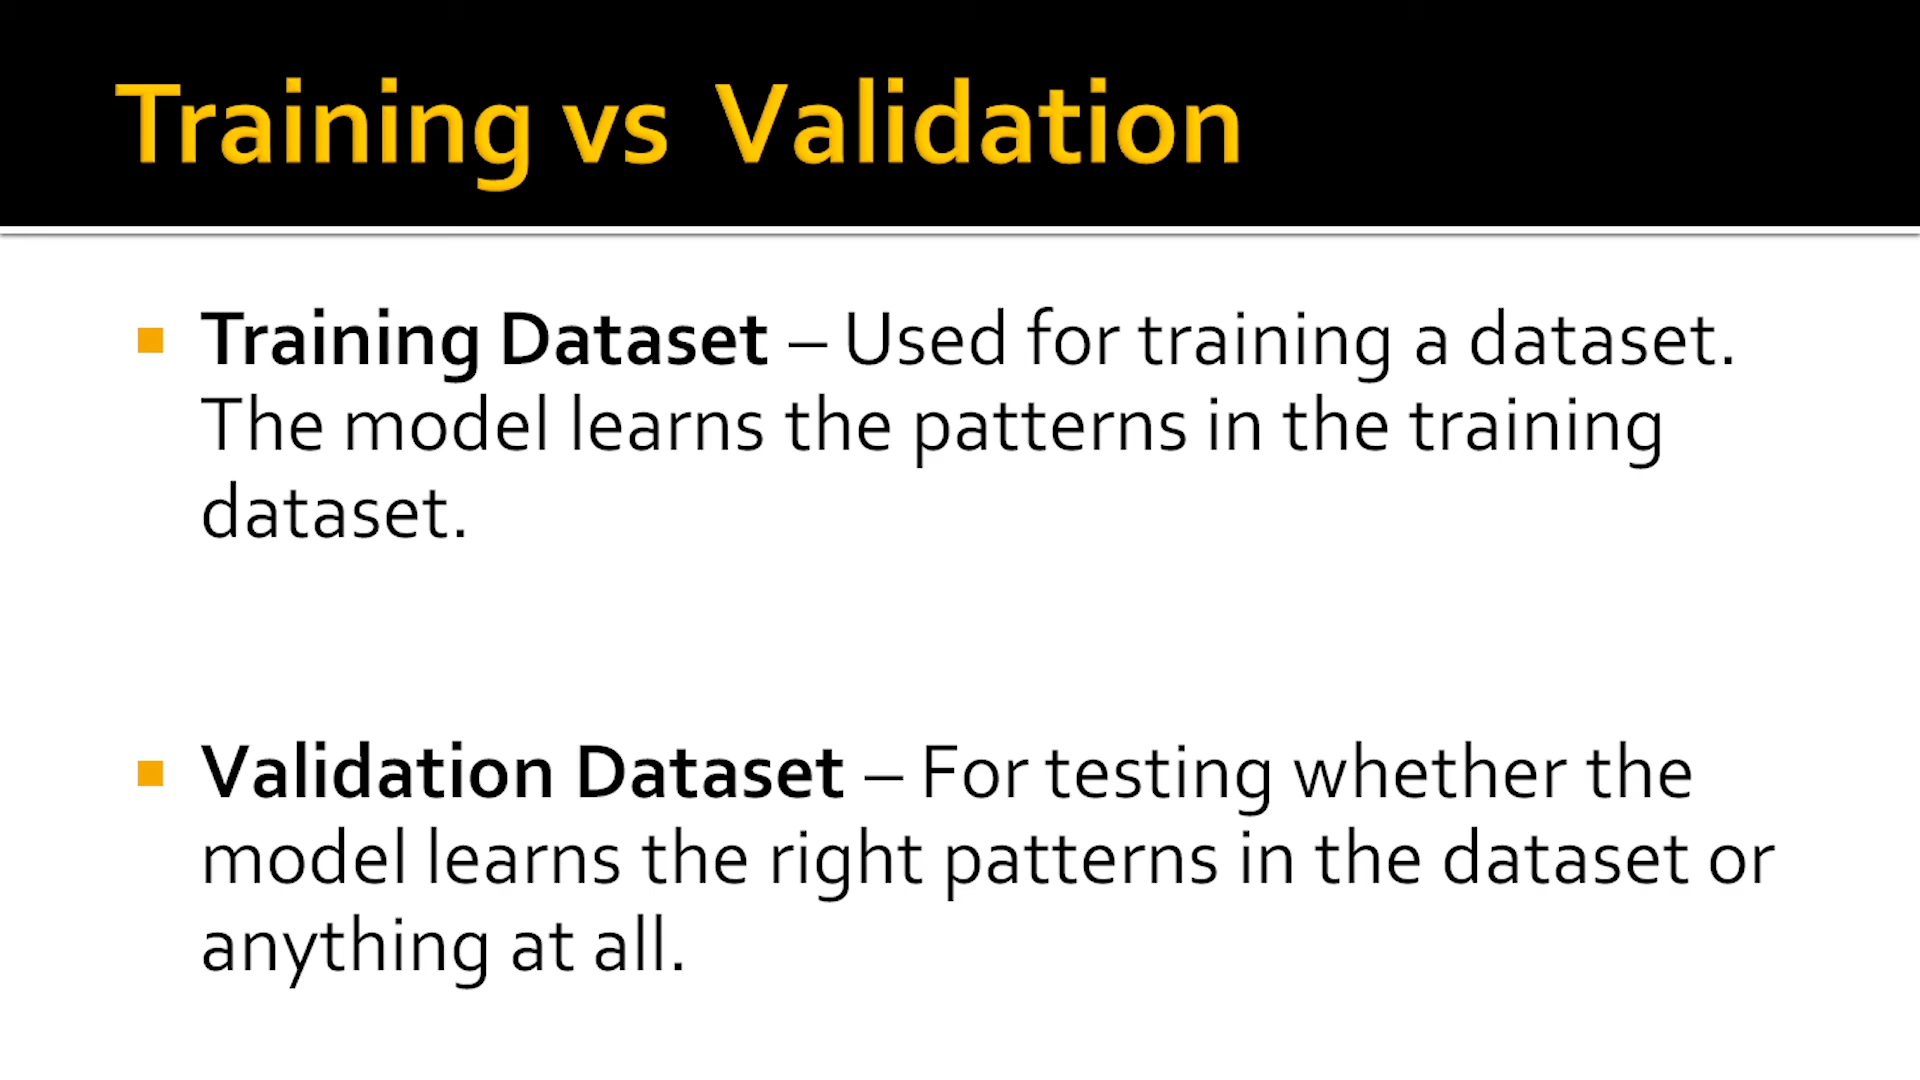 Training vs Validation
Training Dataset – Used for training a dataset.
The model learns the patterns in the training
dataset.
Validation Dataset – For testing whether the
model learns the right patterns in the dataset or
anything at all.